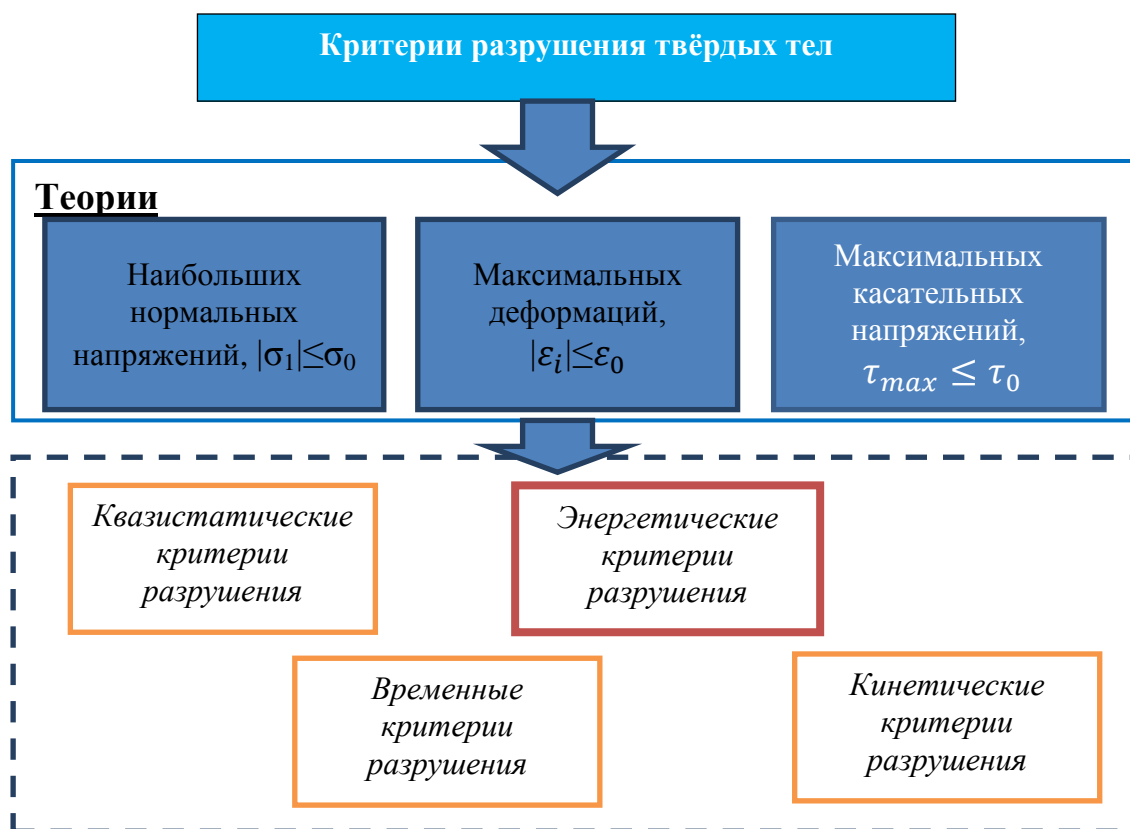 Критерии разрушения твёрдых тел
Теории
Наибольших
нормальных
напряжений, |σ₁|≤σ₀
Максимальных
деформаций,
|ε𝑖|≤ε₀
Максимальных
касательных
напряжений,
τ𝑚𝑎𝑥 ≤ τ₀
Квазистатические
критерии
разрушения
Энергетические
критерии
разрушения
Временные
критерии
разрушения
Кинетические
критерии
разрушения